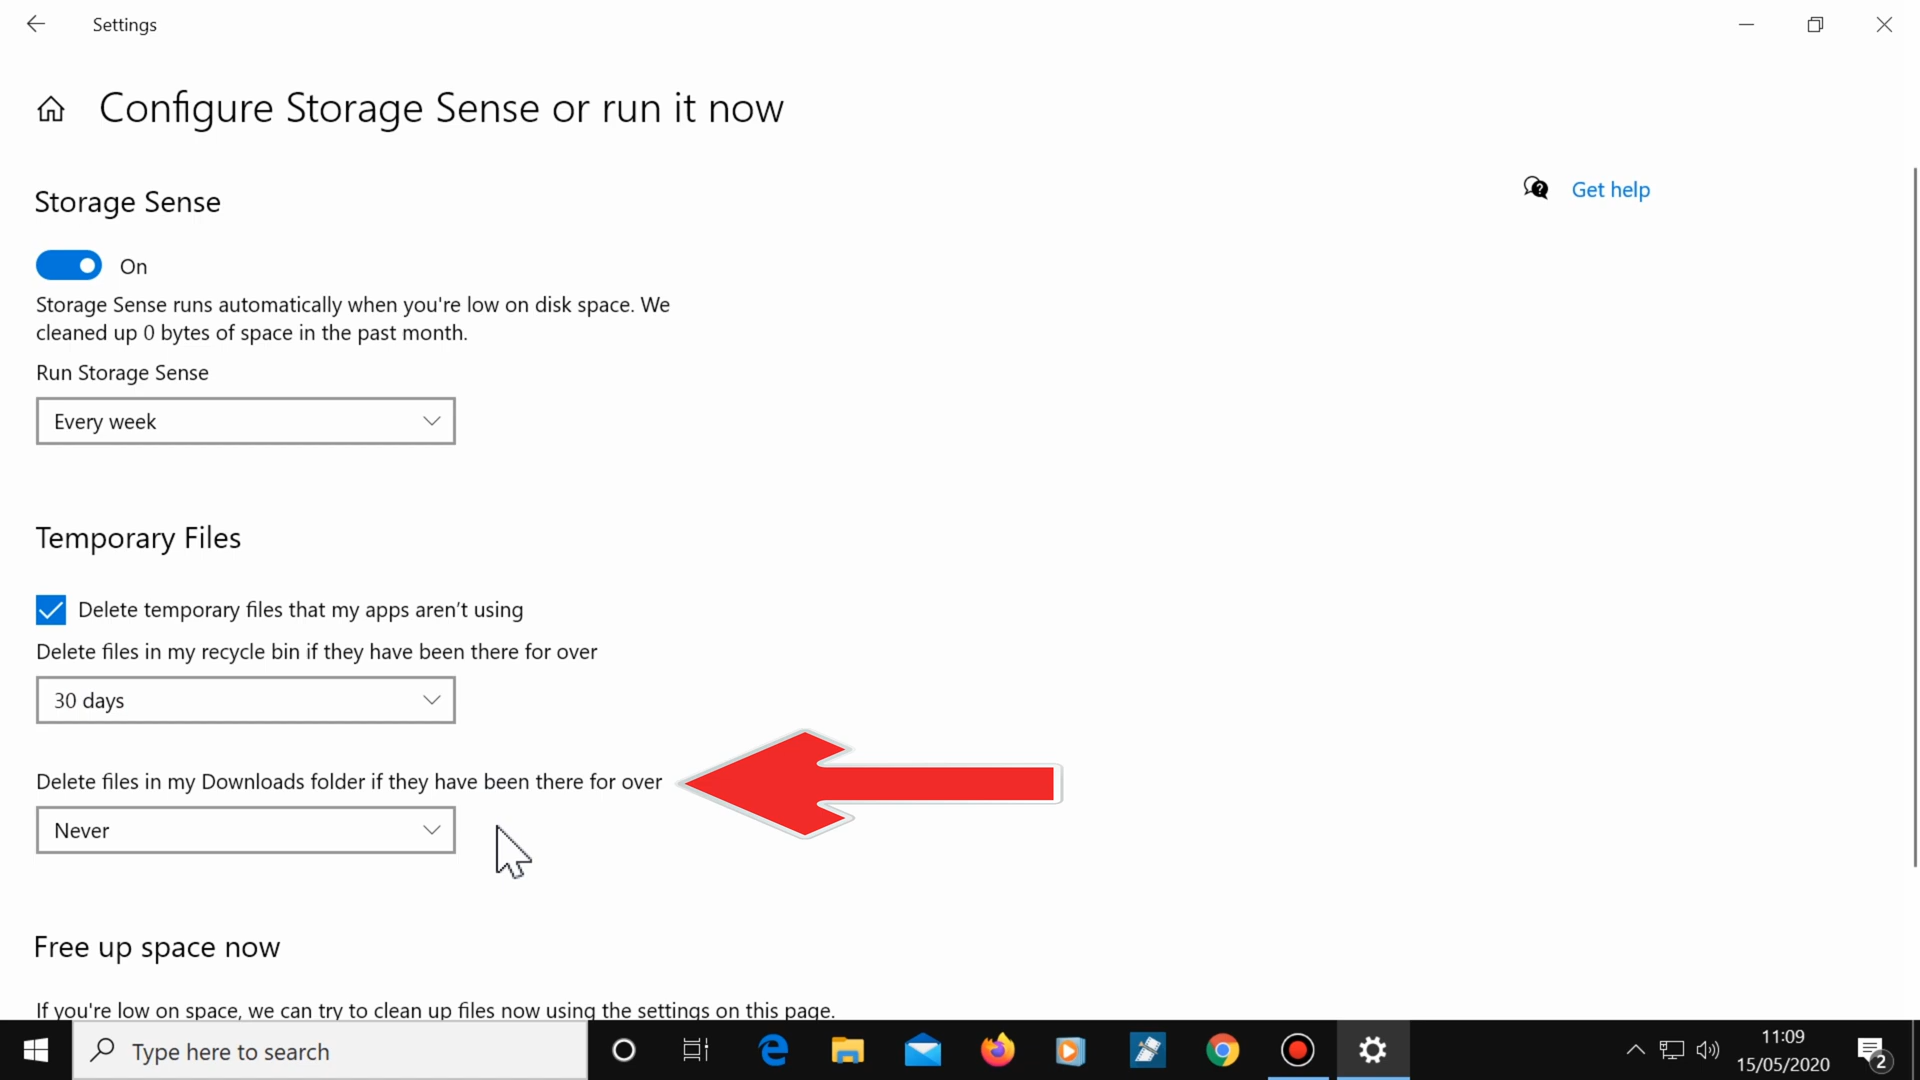 Settings
Configure Storage Sense or run it now
Get help
Storage Sense
On
Storage Sense runs automatically when you're low on disk space. We
cleaned up 0 bytes of space in the past month.
Run Storage Sense
Every week
Temporary Files
Delete temporary files that my apps aren't using
Delete files in my recycle bin if they have been there for over
30 days
Delete files in my Downloads folder if they have been there for over
Never
Free up space now
If you're low on space, we can try to clean up files now using the settings on this page.
Type here to search
11:09
15/05/2020
2